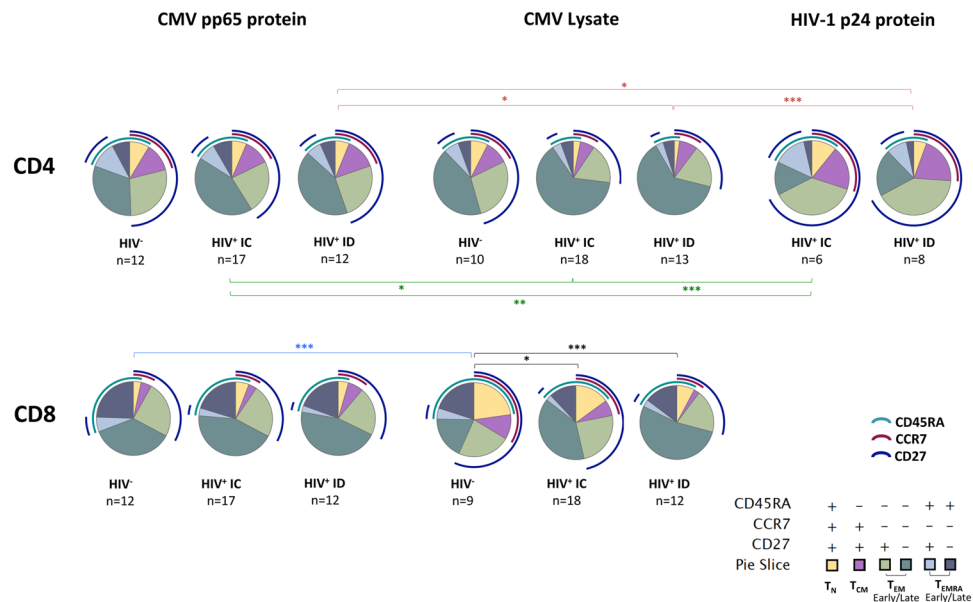 CMV pp65 protein CMV Lysate HIV-1 p24 protein
*
* ***
CD4
HIV⁻ HIV⁺ IC HIV⁺ ID HIV⁻ HIV⁺ IC HIV⁺ ID HIV⁺ IC HIV⁺ ID
n=12 n=17 n=12 n=10 n=18 n=13 n=6 n=8
* ***
**
*** ***
*
CD8
CD45RA
CCR7
CD27
HIV⁻ HIV⁺ IC HIV⁺ ID HIV⁻ HIV⁺ IC HIV⁺ ID
n=12 n=17 n=12 n=9 n=18 n=12
CD45RA + − − − + +
CCR7 + + − − − −
CD27 + + + − + −
Pie Slice
T_N T_CM T_EM T_EMRA
Early/Late Early/Late